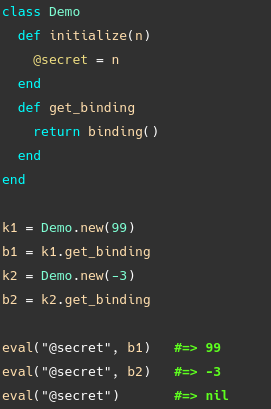 class Demo
  def initialize(n)
    @secret = n
  end
  def get_binding
    return binding()
  end
end

k1 = Demo.new(99)
b1 = k1.get_binding
k2 = Demo.new(-3)
b2 = k2.get_binding

eval("@secret", b1)   #=> 99
eval("@secret", b2)   #=> -3
eval("@secret")       #=> nil